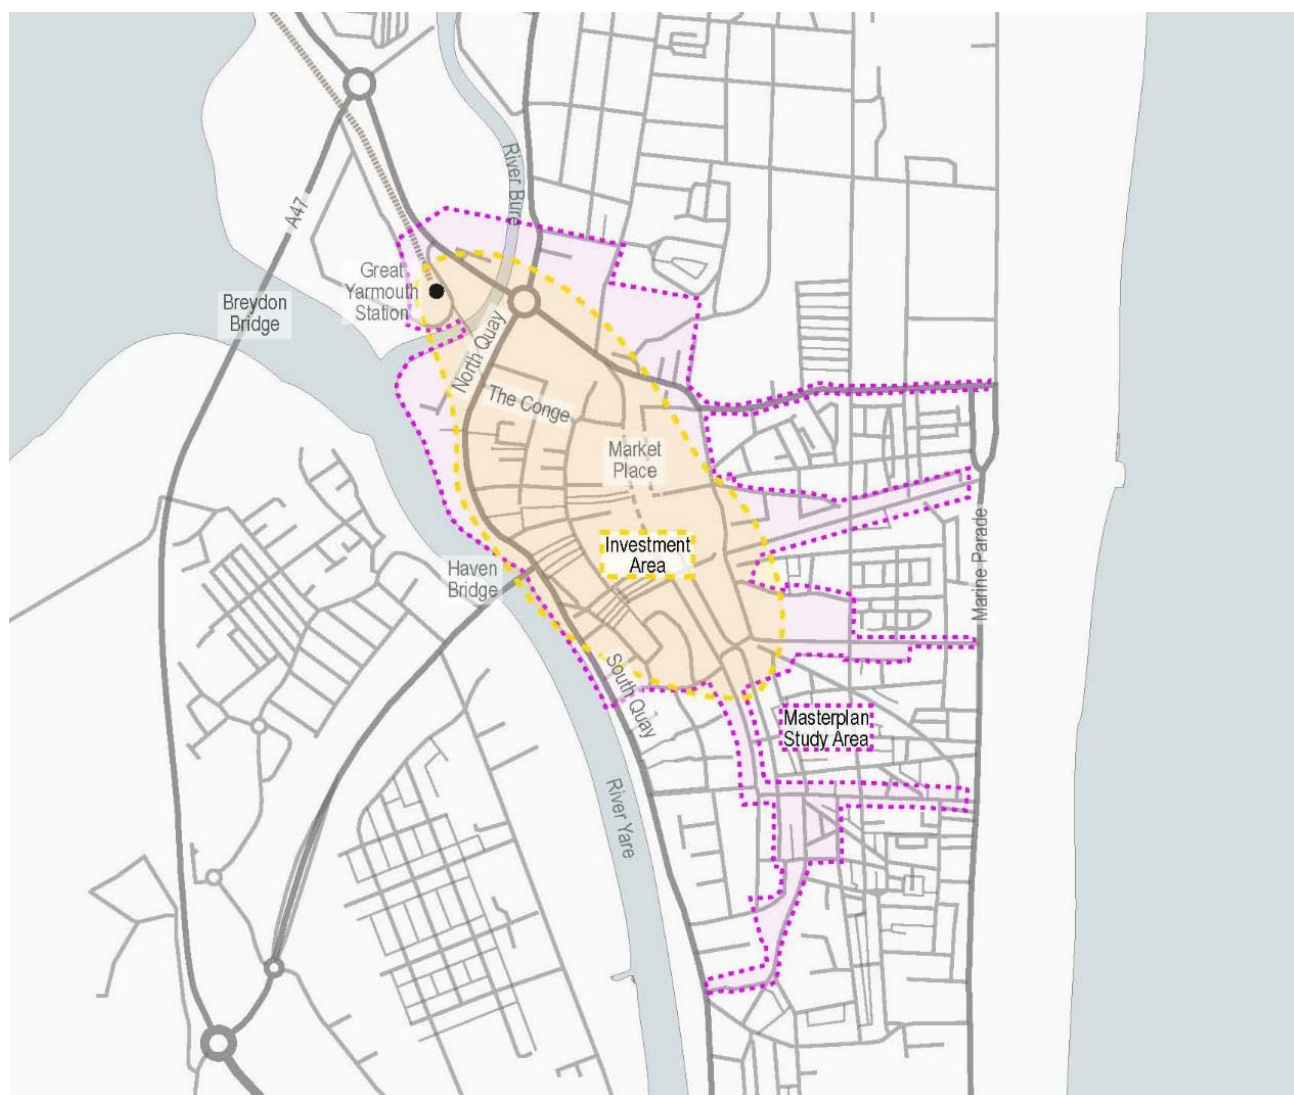 River Bure
A47
Great
Yarmouth
Station
Breydon
Bridge
North Quay
The Conge
Market
Place
Investment
Area
Haven
Bridge
Marine Parade
South Quay
Masterplan
Study Area
River Yare